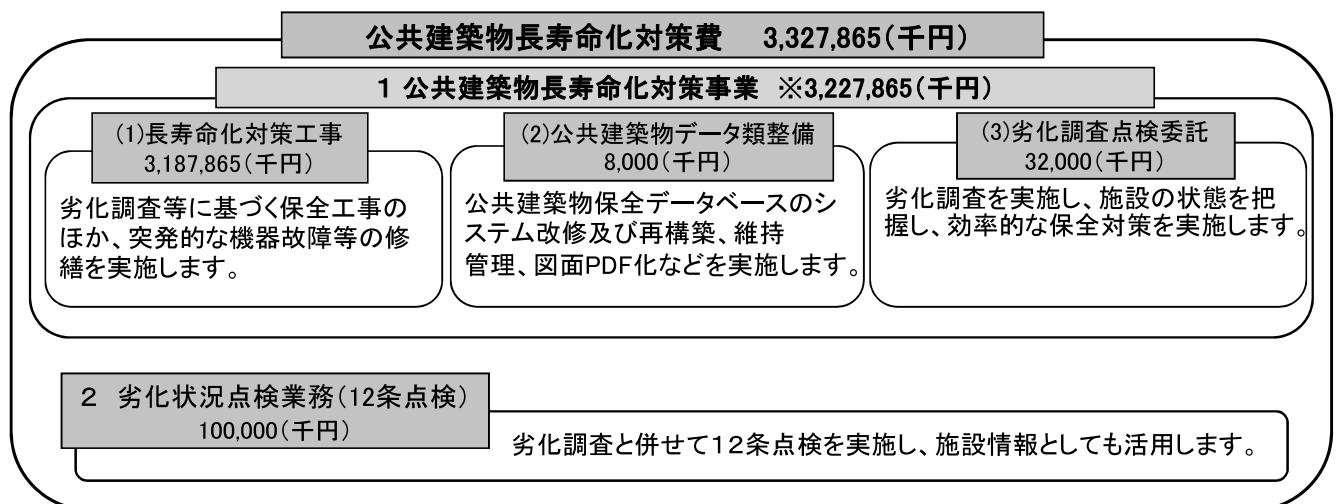 公共建築物長寿命化対策費　3,327,865(千円)
１ 公共建築物長寿命化対策事業 ※3,227,865(千円)
(1)長寿命化対策工事
3,187,865(千円)
劣化調査等に基づく保全工事の
ほか、突発的な機器故障等の修
繕を実施します。
(2)公共建築物データ類整備
8,000(千円)
公共建築物保全データベースのシ
ステム改修及び再構築、維持
管理、図面PDF化などを実施します。
(3)劣化調査点検委託
32,000(千円)
劣化調査を実施し、施設の状態を把
握し、効率的な保全対策を実施します。
２　劣化状況点検業務(12条点検)
100,000(千円)
劣化調査と併せて１２条点検を実施し、施設情報としても活用します。